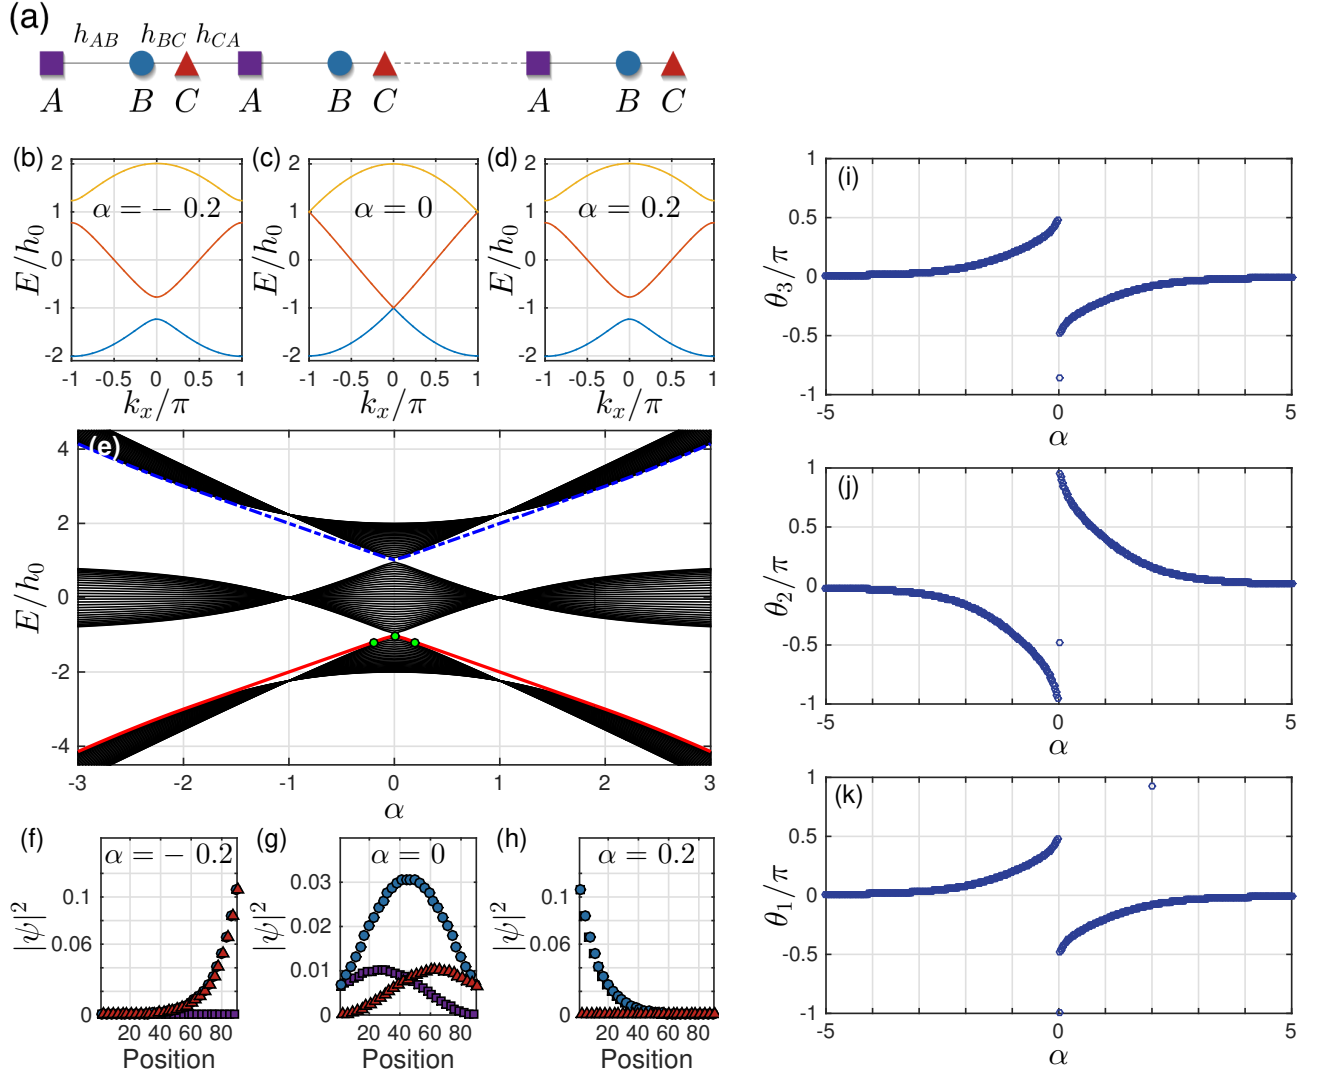 (a)
h_AB h_BC h_CA
A B C A B C A B C
(b) (c) (d)
α = − 0.2 α = 0 α = 0.2
E/h_0
2
1
0
-1
-2
-1 -0.5 0 0.5 1
k_x/π
E/h_0
2
1
0
-1
-2
-1 -0.5 0 0.5 1
k_x/π
E/h_0
2
1
0
-1
-2
-1 -0.5 0 0.5 1
k_x/π
(e)
E/h_0
4
2
0
-2
-4
-3 -2 -1 0 1 2 3
α
(f)
α = − 0.2
|ψ|^2
0.1
0.06
0
20 40 60 80
Position
(g)
α = 0
|ψ|^2
0.03
0.02
0.01
0
20 40 60 80
Position
(h)
α = 0.2
|ψ|^2
0.1
0.06
0
20 40 60 80
Position
(i)
θ_3/π
1
0.5
0
-0.5
-1
-5 0 5
α
(j)
θ_2/π
1
0.5
0
-0.5
-1
-5 0 5
α
(k)
θ_1/π
1
0.5
0
-0.5
-1
-5 0 5
α